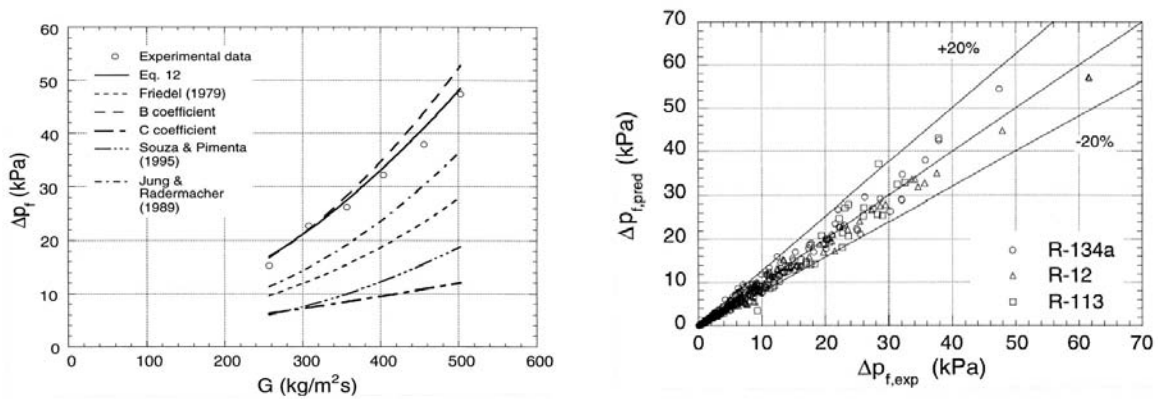 60
50
40
30
20
10
0
Δp_f (kPa)
Experimental data
Eq. 12
Friedel (1979)
B coefficient
C coefficient
Souza & Pimenta
(1995)
Jung &
Radermacher
(1989)
0 100 200 300 400 500 600
G (kg/m²s)
70
60
50
40
30
20
10
0
Δp_f,pred (kPa)
+20%
-20%
R-134a
R-12
R-113
0 10 20 30 40 50 60 70
Δp_f,exp (kPa)